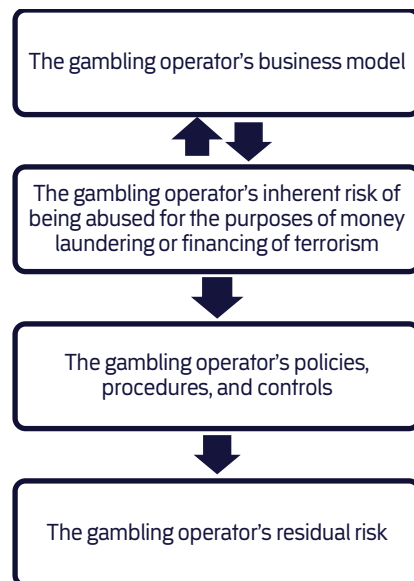 The gambling operator's business model
The gambling operator's inherent risk of
being abused for the purposes of money
laundering or financing of terrorism
The gambling operator's policies,
procedures, and controls
The gambling operator's residual risk